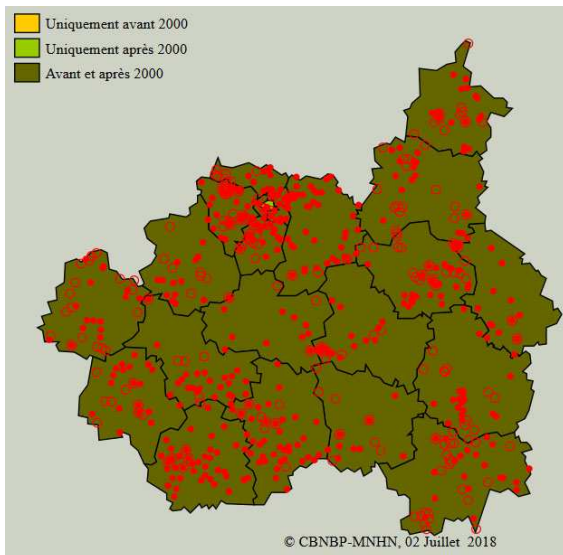 Uniquement avant 2000
Uniquement après 2000
Avant et après 2000
© CBNBP-MNHN, 02 Juillet 2018